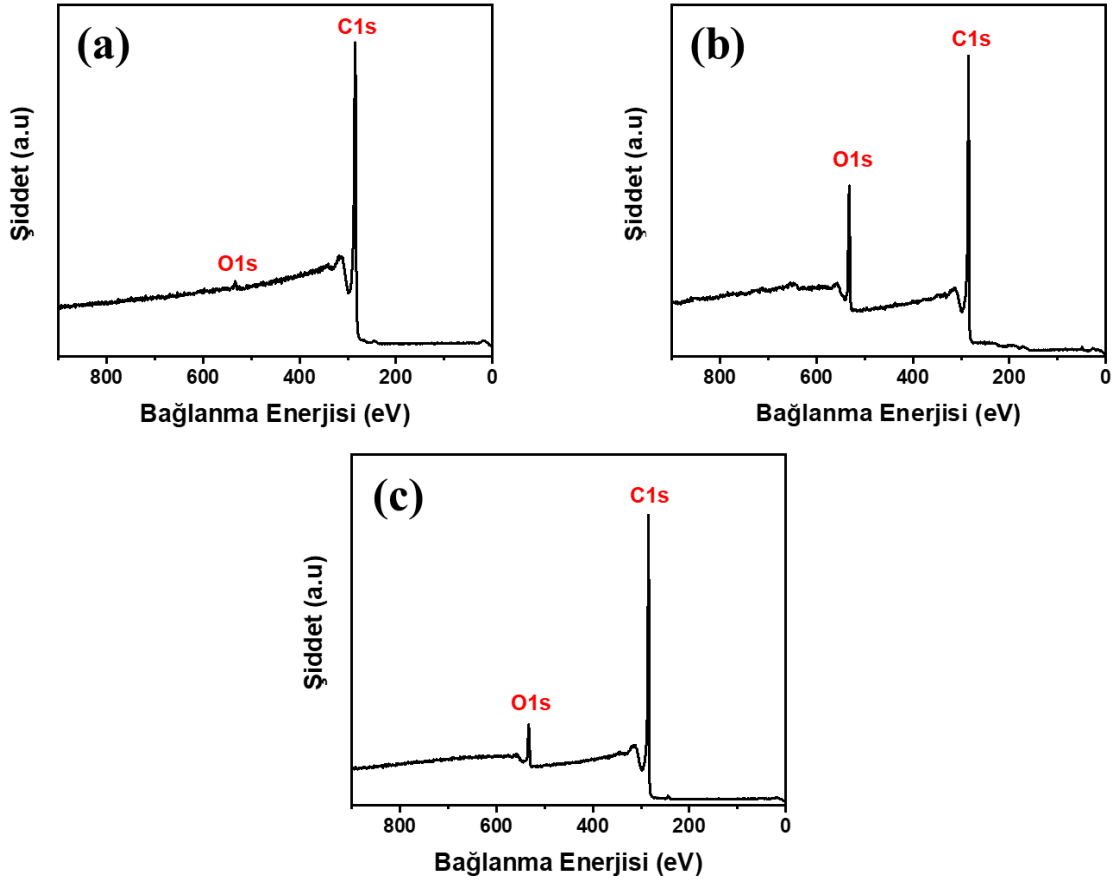 (a)
C1s
O1s
Şiddet (a.u)
800 600 400 200 0
Bağlanma Enerjisi (eV)
(b)
C1s
O1s
Şiddet (a.u)
800 600 400 200 0
Bağlanma Enerjisi (eV)
(c)
C1s
O1s
Şiddet (a.u)
800 600 400 200 0
Bağlanma Enerjisi (eV)